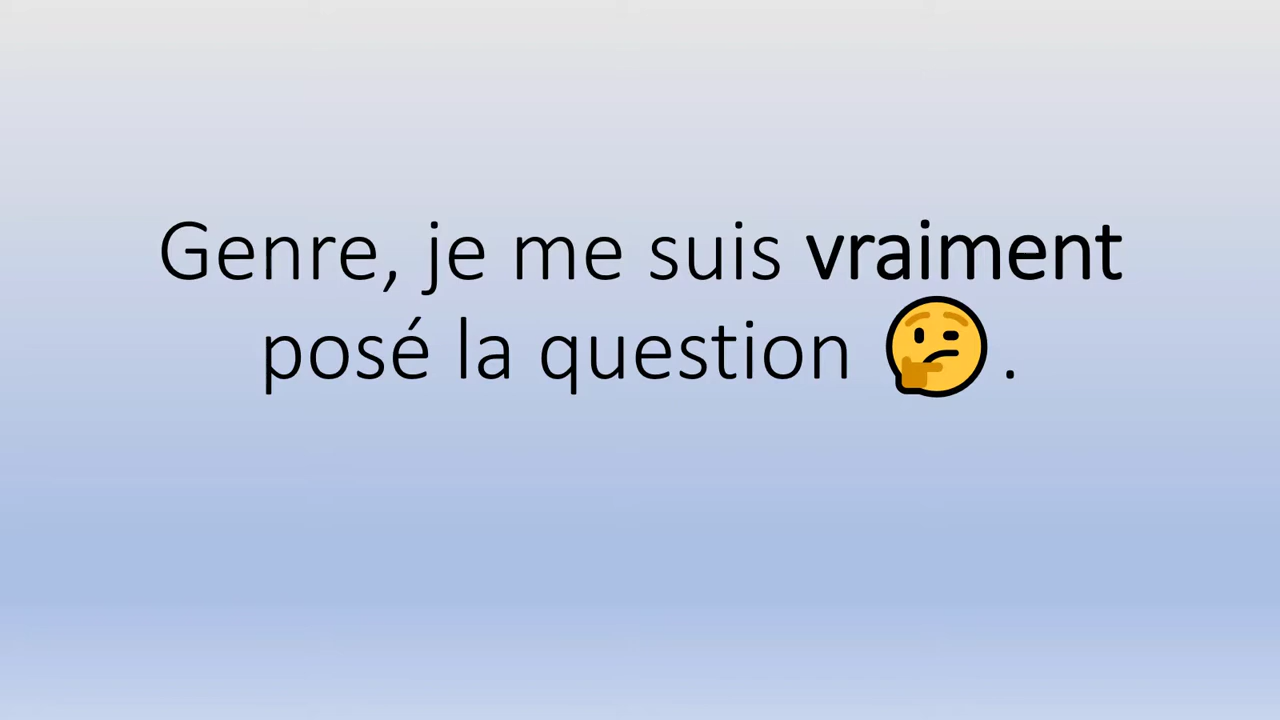 Genre, je me suis vraiment
posé la question 🤔.